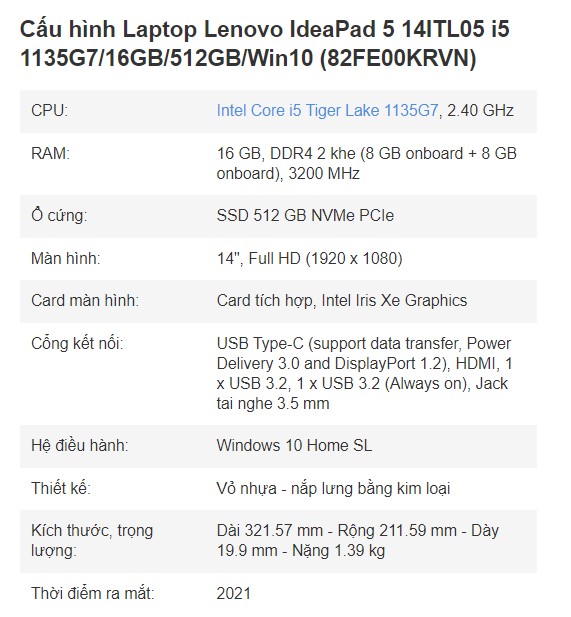 Cấu hình Laptop Lenovo IdeaPad 5 14ITL05 i5
1135G7/16GB/512GB/Win10 (82FE00KRVN)
CPU: Intel Core i5 Tiger Lake 1135G7, 2.40 GHz
RAM: 16 GB, DDR4 2 khe (8 GB onboard + 8 GB
onboard), 3200 MHz
Ổ cứng: SSD 512 GB NVMe PCIe
Màn hình: 14", Full HD (1920 x 1080)
Card màn hình: Card tích hợp, Intel Iris Xe Graphics
Cổng kết nối: USB Type-C (support data transfer, Power
Delivery 3.0 and DisplayPort 1.2), HDMI, 1
x USB 3.2, 1 x USB 3.2 (Always on), Jack
tai nghe 3.5 mm
Hệ điều hành: Windows 10 Home SL
Thiết kế: Vỏ nhựa - nắp lưng bằng kim loại
Kích thước, trọng Dài 321.57 mm - Rộng 211.59 mm - Dày
lượng: 19.9 mm - Nặng 1.39 kg
Thời điểm ra mắt: 2021